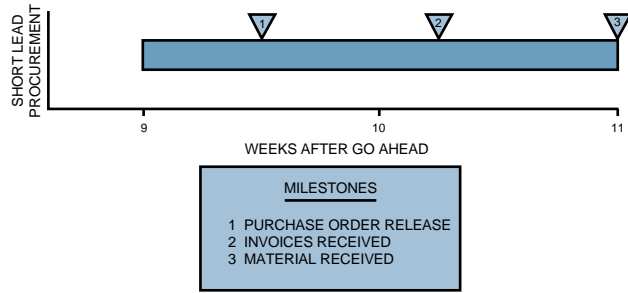 SHORT LEAD
PROCUREMENT
1
2
3
9
10
11
WEEKS AFTER GO AHEAD
MILESTONES
1 PURCHASE ORDER RELEASE
2 INVOICES RECEIVED
3 MATERIAL RECEIVED